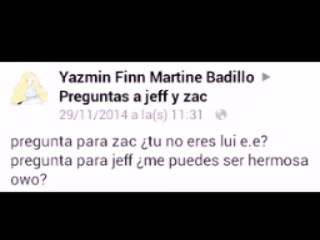 Yazmin Finn Martine Badillo ▶
Preguntas a jeff y zac
29/11/2014 a la(s) 11:31
pregunta para zac ¿tu no eres lui e.e?
pregunta para jeff ¿me puedes ser hermosa
owo?